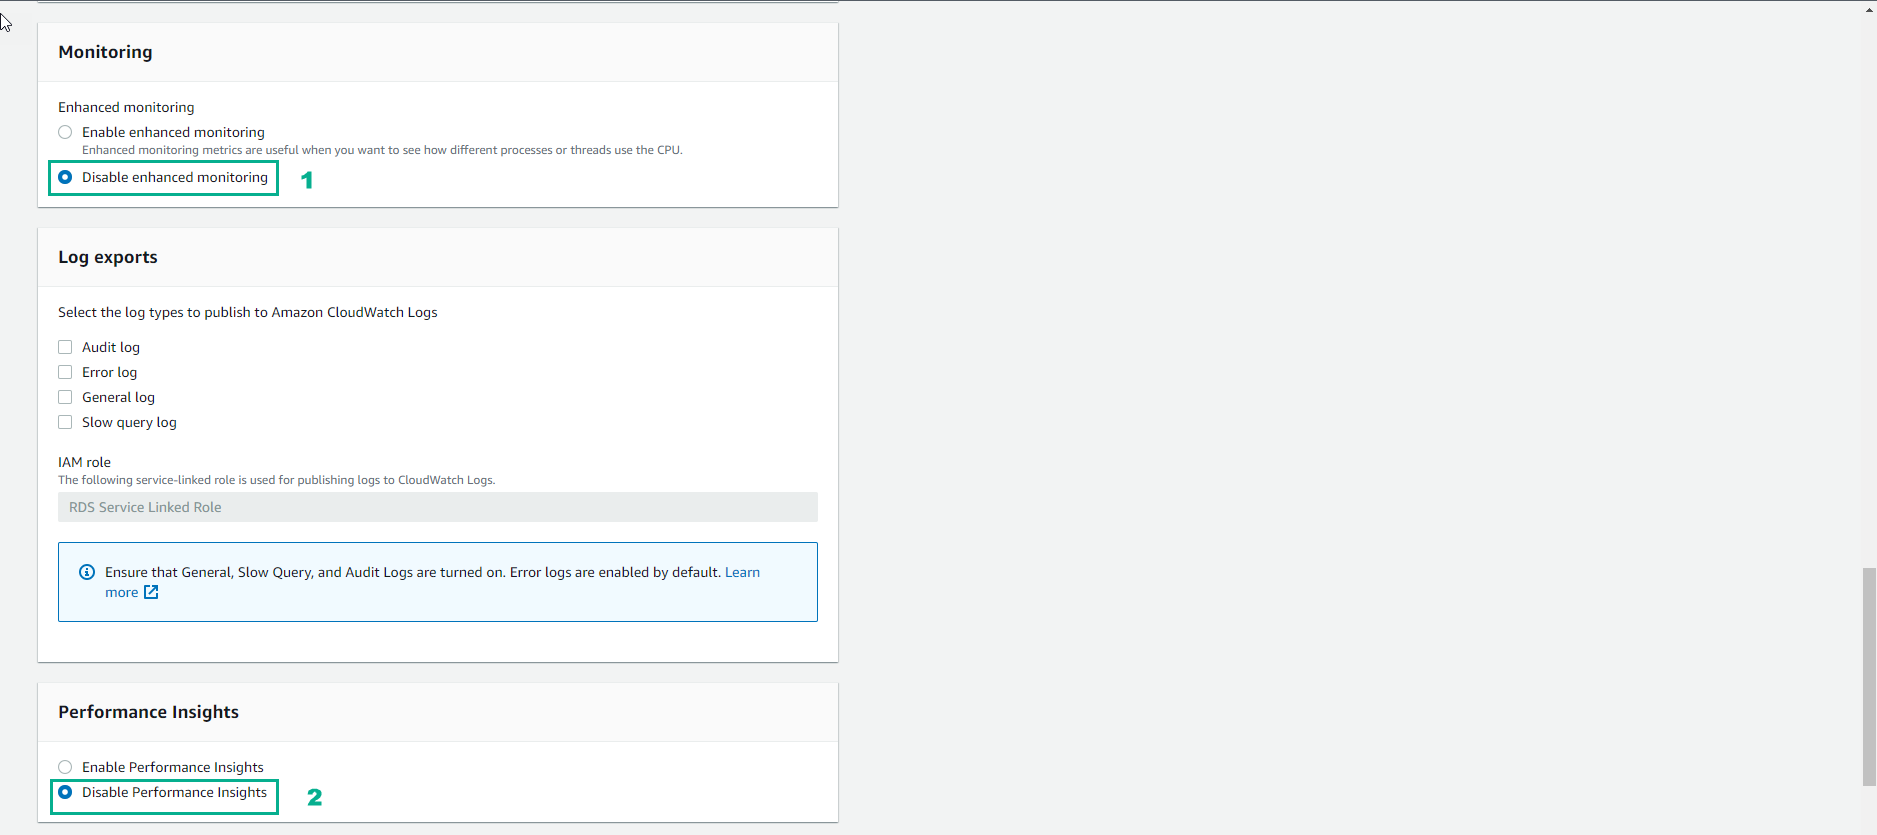 Monitoring
Enhanced monitoring
Enable enhanced monitoring
Enhanced monitoring metrics are useful when you want to see how different processes or threads use the CPU.
Disable enhanced monitoring 1
Log exports
Select the log types to publish to Amazon CloudWatch Logs
Audit log
Error log
General log
Slow query log
IAM role
The following service-linked role is used for publishing logs to CloudWatch Logs.
RDS Service Linked Role
Ensure that General, Slow Query, and Audit Logs are turned on. Error logs are enabled by default. Learn
more
Performance Insights
Enable Performance Insights
Disable Performance Insights 2